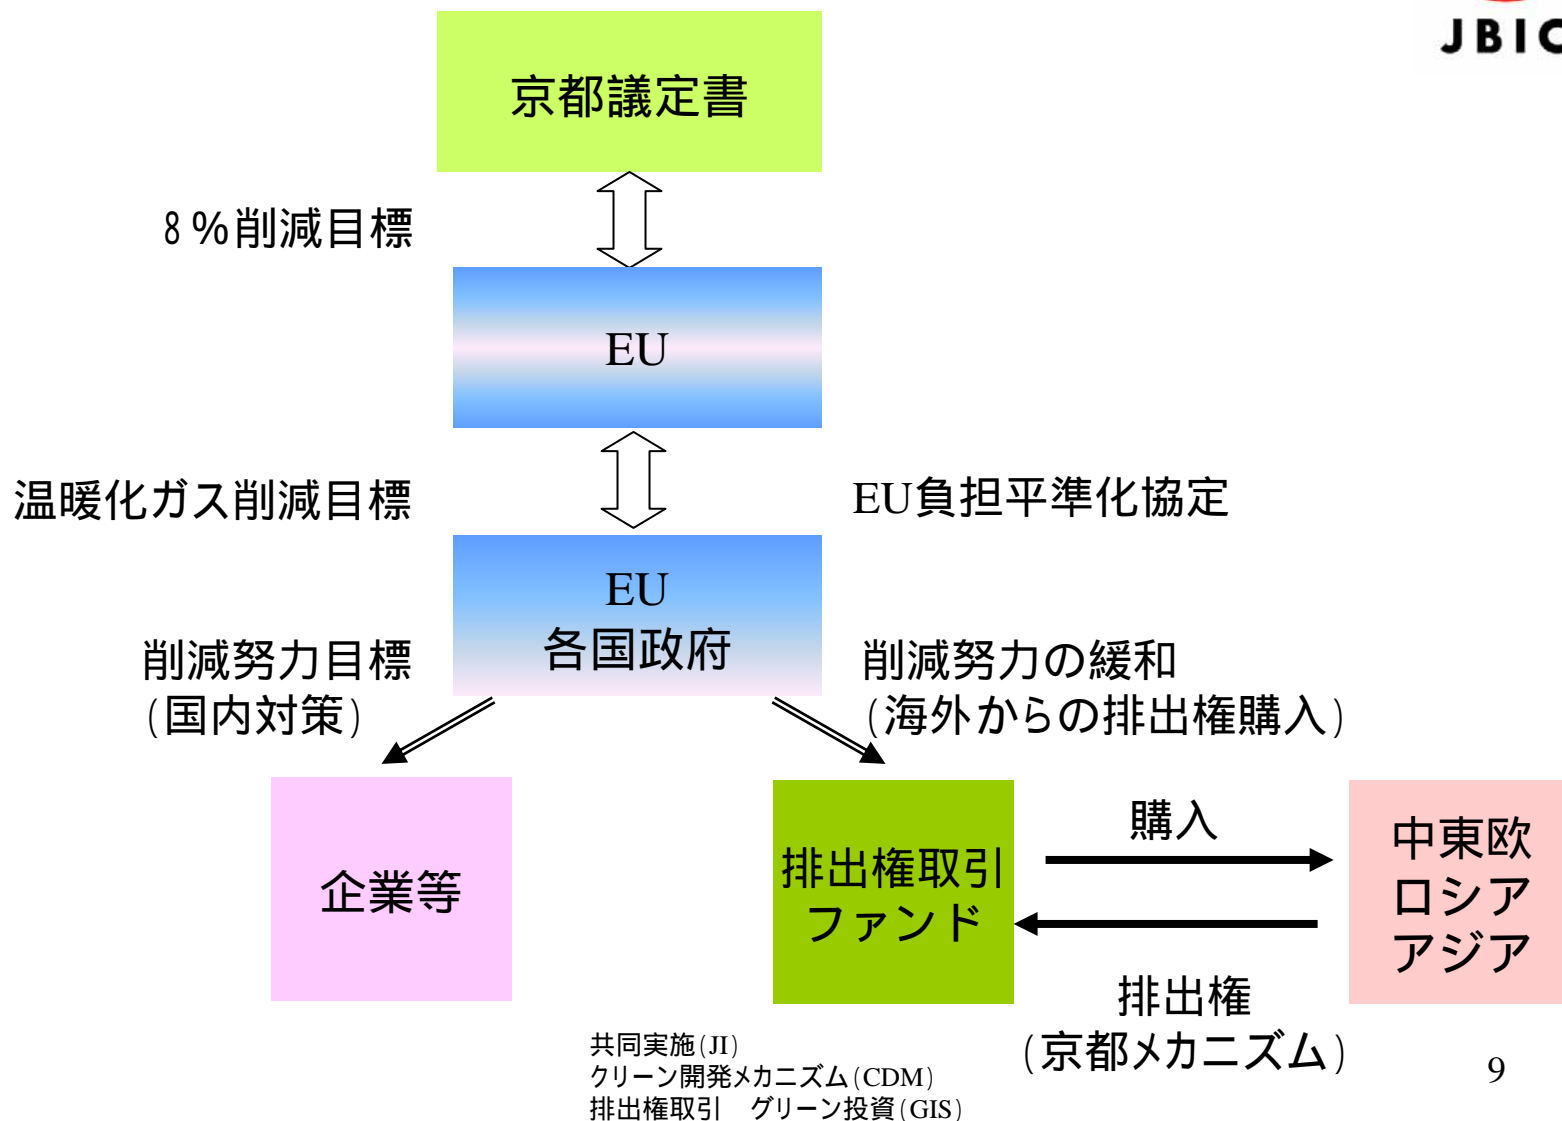 JBIC
京都議定書
8%削減目標
EU
温暖化ガス削減目標
EU負担平準化協定
EU
各国政府
削減努力目標
(国内対策)
削減努力の緩和
(海外からの排出権購入)
企業等
排出権取引
ファンド
購入
中東欧
ロシア
アジア
排出権
(京都メカニズム)
共同実施(JI)
クリーン開発メカニズム(CDM)
排出権取引 グリーン投資(GIS)
9